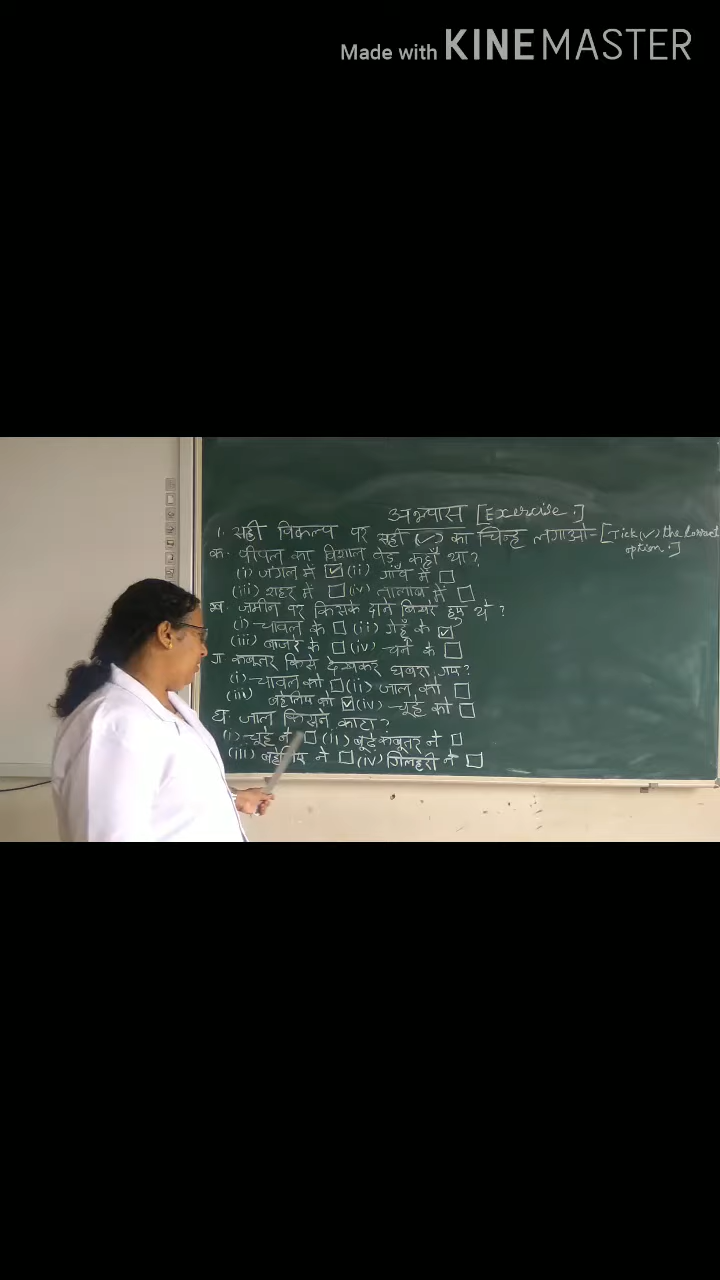 Made with KINEMASTER
अभ्यास [Exercise.]
1. सही विकल्प पर सही (✓) का चिन्ह लगाओ- [Tick (✓) the correct option.]
क. पीपल का विशाल पेड़ कहाँ था?
(i) जंगल में ☑ (ii) गाँव में ☐
(iii) शहर में ☐ (iv) तालाब में ☐
ख. जमीन पर किसके दाने बिखरे हुए थे?
(i) चावल के ☐ (ii) गेहूँ के ☑
(iii) बाजरे के ☐ (iv) चने के ☐
ग. कबूतर किसे देखकर घबरा गए?
(i) चावल को ☐ (ii) जाल को ☐
(iii) बहेलिए को ☑ (iv) चूहे को ☐
घ. जाल किसने काटा?
(i) चूहे ने ☐ (ii) बूढ़े कबूतर ने ☐
(iii) बहेलिए ने ☐ (iv) गिलहरी ने ☐